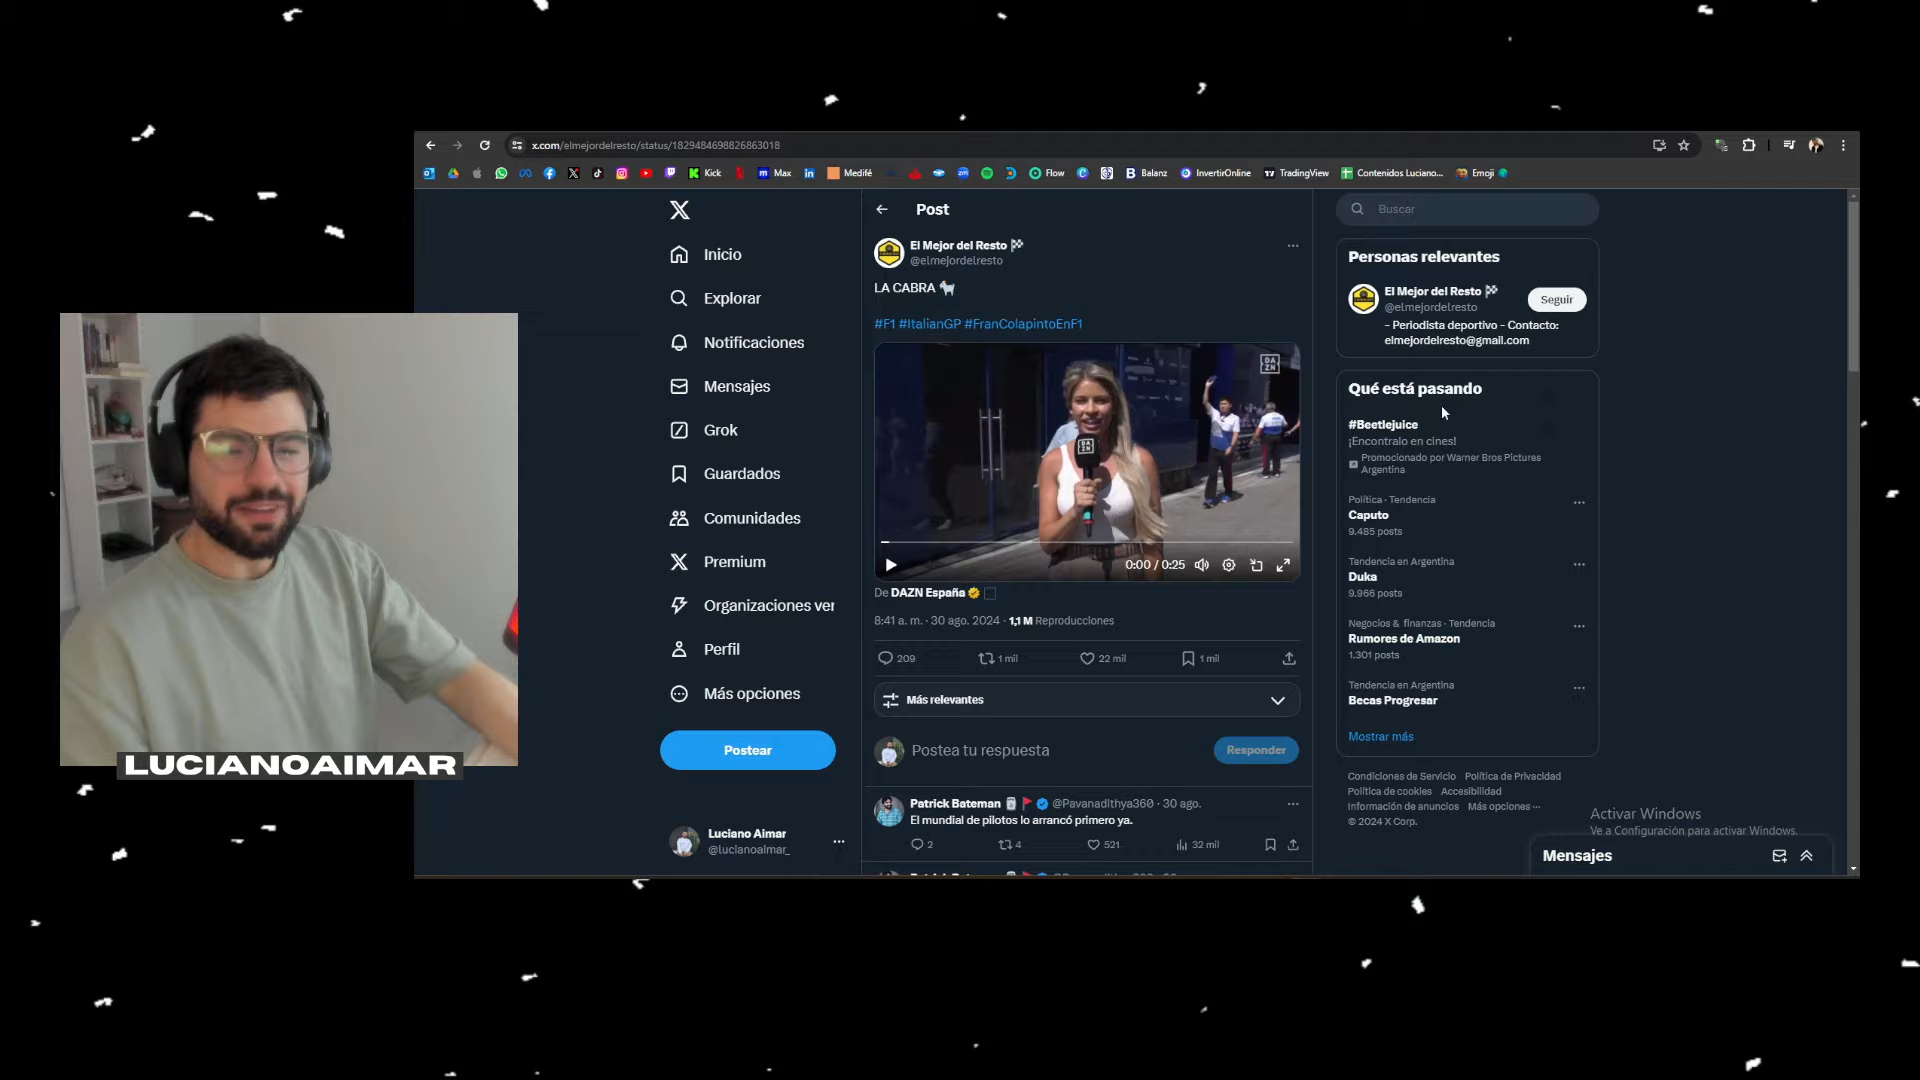 x.com/elmejordelresto/status/1829484698826863018
Kick
Max
Medifé
Flow
Balanz
InvertirOnline
TradingView
Contenidos Luciano...
Emoji
Inicio
Explorar
Notificaciones
Mensajes
Grok
Guardados
Comunidades
Premium
Organizaciones ver
Perfil
Más opciones
Postear
Luciano Aimar
@lucianoaimar_
Post
El Mejor del Resto
@elmejordelresto
LA CABRA
#F1 #ItalianGP #FranColapintoEnF1
DAZN
0:00 / 0:25
De DAZN España
8:41 a. m. · 30 ago. 2024 · 1,1 M Reproducciones
209 1 mil 22 mil 1 mil
Más relevantes
Postea tu respuesta
Responder
Patrick Bateman @Pavanadithya360 · 30 ago.
El mundial de pilotos lo arrancó primero ya.
2 4 521 32 mil
Buscar
Personas relevantes
El Mejor del Resto
@elmejordelresto
Seguir
- Periodista deportivo - Contacto:
elmejordelresto@gmail.com
Qué está pasando
#Beetlejuice
¡Encontralo en cines!
Promocionado por Warner Bros Pictures
Argentina
Política · Tendencia
Caputo
9.485 posts
Tendencia en Argentina
Duka
9.966 posts
Negocios & finanzas · Tendencia
Rumores de Amazon
1.301 posts
Tendencia en Argentina
Becas Progresar
Mostrar más
Condiciones de Servicio Política de Privacidad
Política de cookies Accesibilidad
Información de anuncios Más opciones ···
© 2024 X Corp.
Activar Windows
Ve a Configuración para activar Windows.
Mensajes
LUCIANOAIMAR